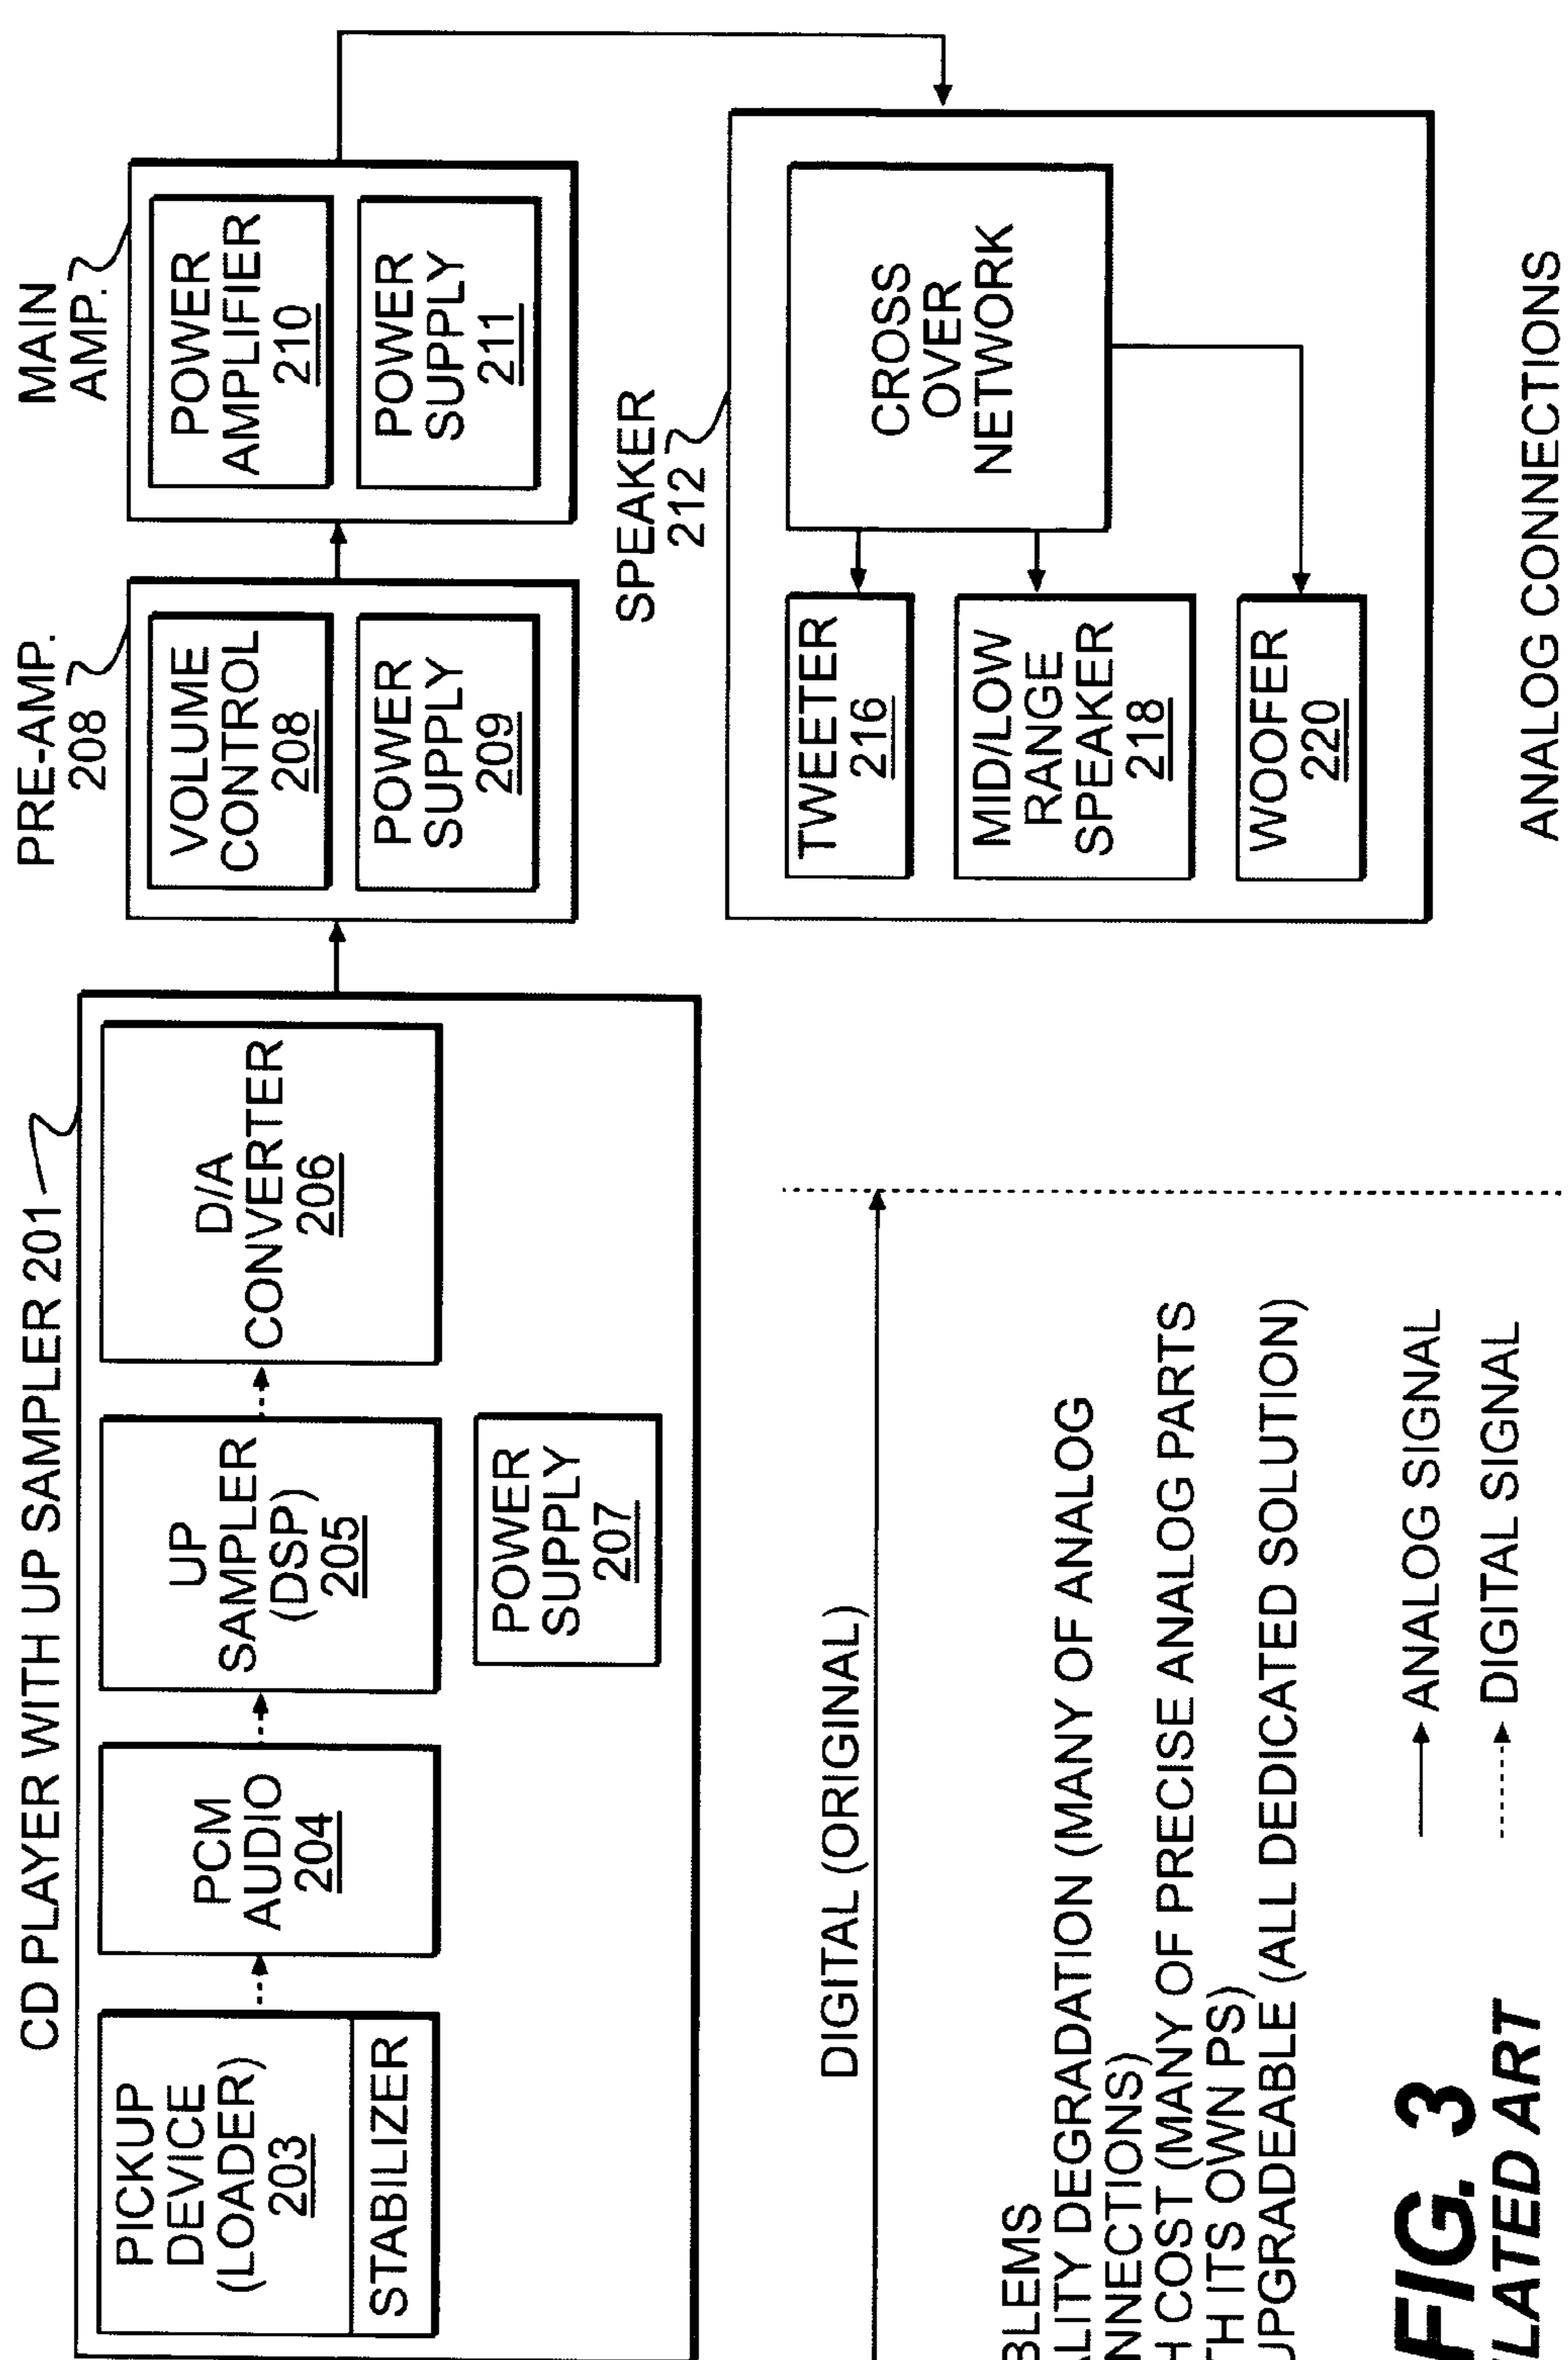 CD PLAYER WITH UP SAMPLER 201
PICKUP
DEVICE
(LOADER)
203
STABILIZER
PCM
AUDIO
204
UP
SAMPLER
(DSP)
205
D/A
CONVERTER
206
POWER
SUPPLY
207
PRE-AMP.
208
VOLUME
CONTROL
208
POWER
SUPPLY
209
MAIN
AMP.
POWER
AMPLIFIER
210
POWER
SUPPLY
211
SPEAKER
212
CROSS
OVER
NETWORK
TWEETER
216
MID/LOW
RANGE
SPEAKER
218
WOOFER
220
DIGITAL (ORIGINAL)
ANALOG CONNECTIONS
DEGRADATION (MANY OF ANALOG
COST (MANY OF PRECISE ANALOG PARTS
ITS OWN PS)
UPGRADEABLE (ALL DEDICATED SOLUTION)
ANALOG SIGNAL
DIGITAL SIGNAL
FIG. 3
ART